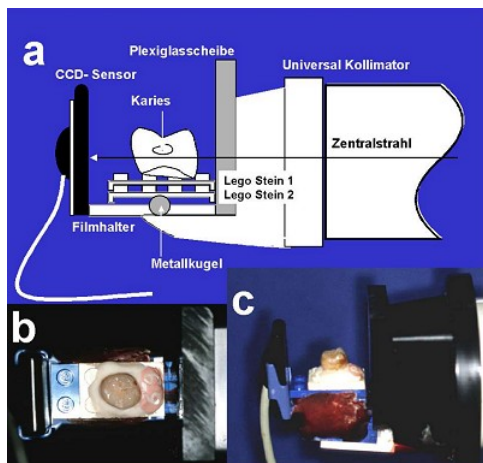 a
Plexiglasscheibe
CCD- Sensor
Universal Kollimator
Karies
Zentralstrahl
Lego Stein 1
Lego Stein 2
Filmhalter
Metallkugel
b
c